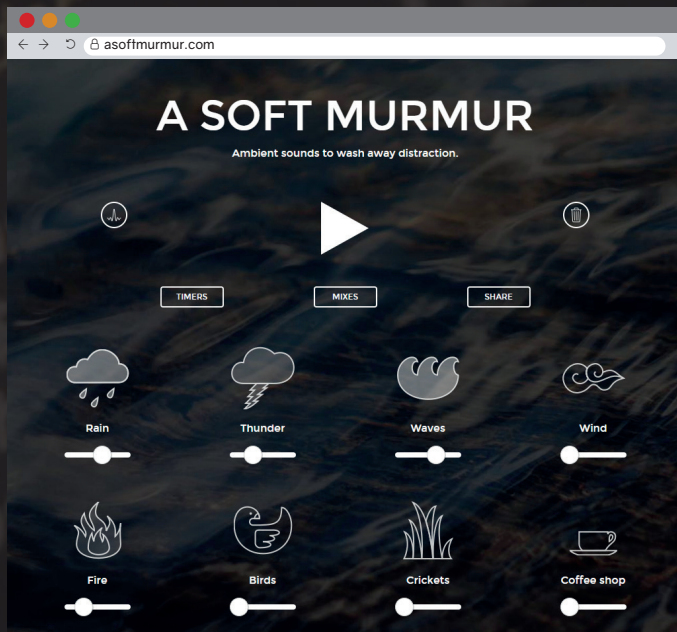 asoftmurmur.com
A SOFT MURMUR
Ambient sounds to wash away distraction.
TIMERS MIXES SHARE
Rain Thunder Waves Wind
Fire Birds Crickets Coffee shop